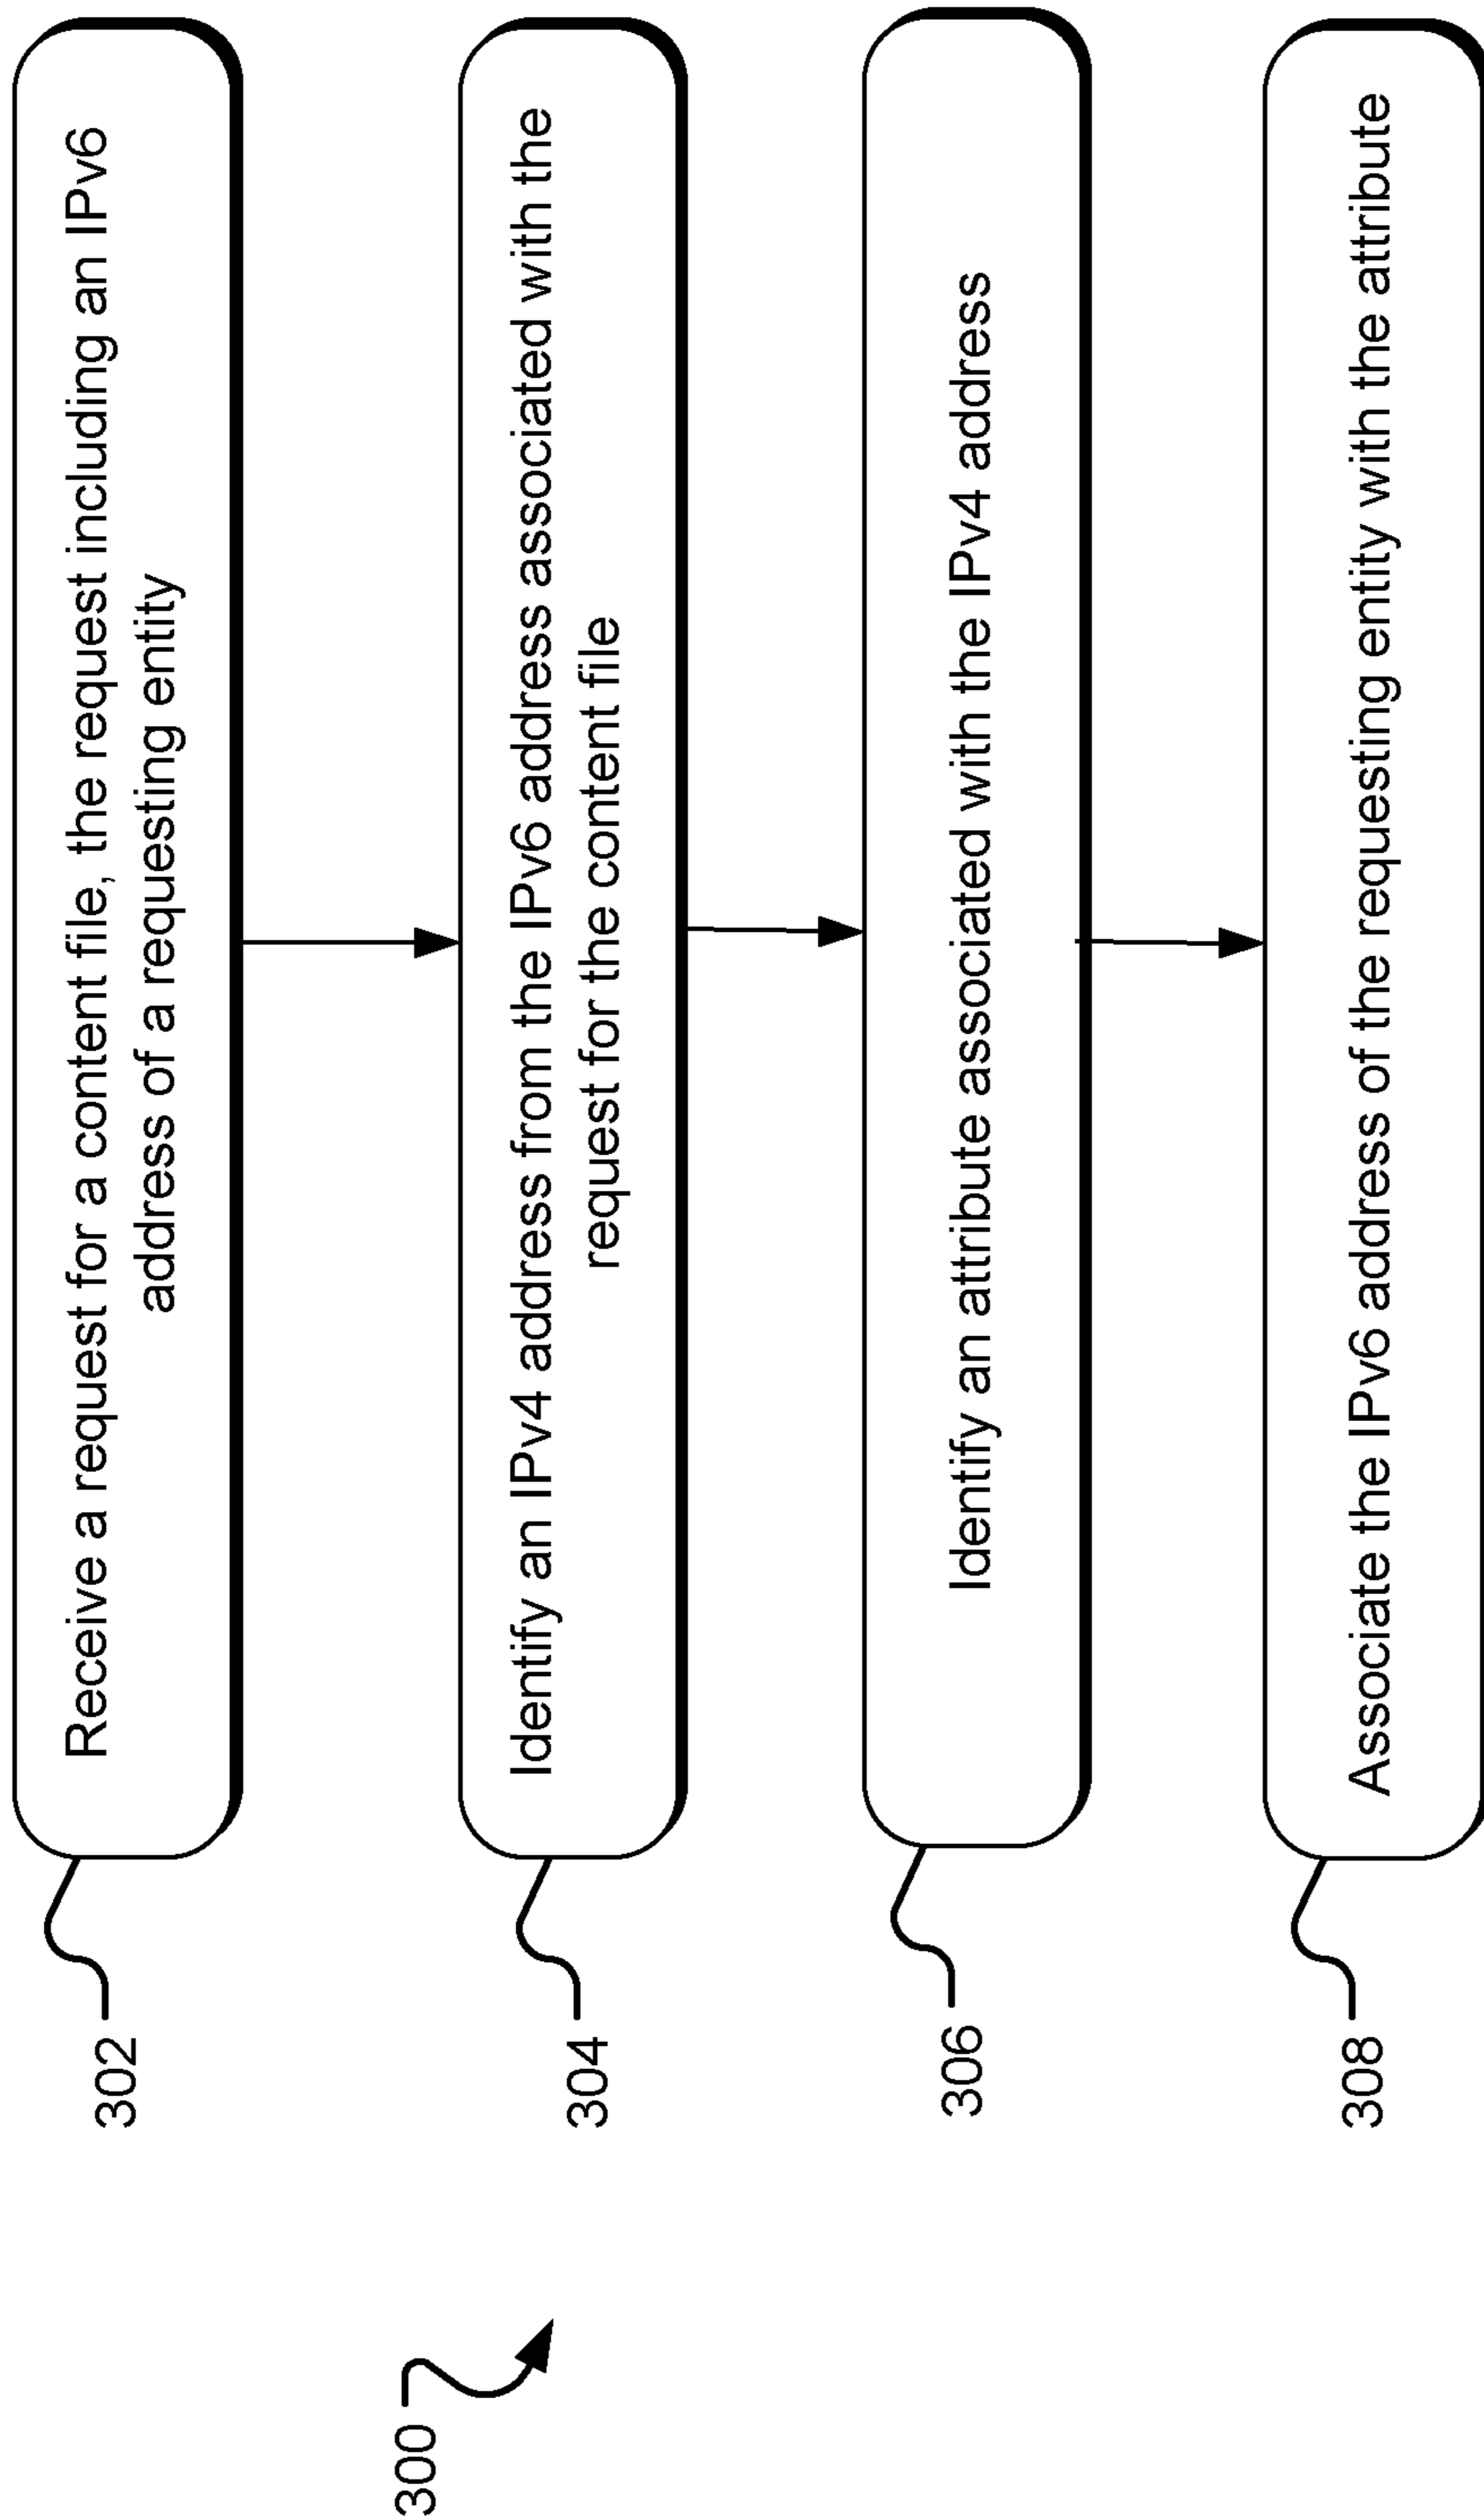 300
302
Receive a request for a content file, the request including an IPv6
address of a requesting entity
304
Identify an IPv4 address from the IPv6 address associated with the
request for the content file
306
Identify an attribute associated with the IPv4 address
308
Associate the IPv6 address of the requesting entity with the attribute